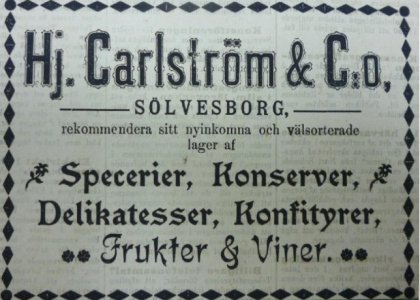 Hj. Carlström & C:o,
SÖLVESBORG,
rekommendera sitt nyinkomna och välsorterade
lager af
Specerier, Konserver,
Delikatesser, Konfityrer,
Frukter & Viner.